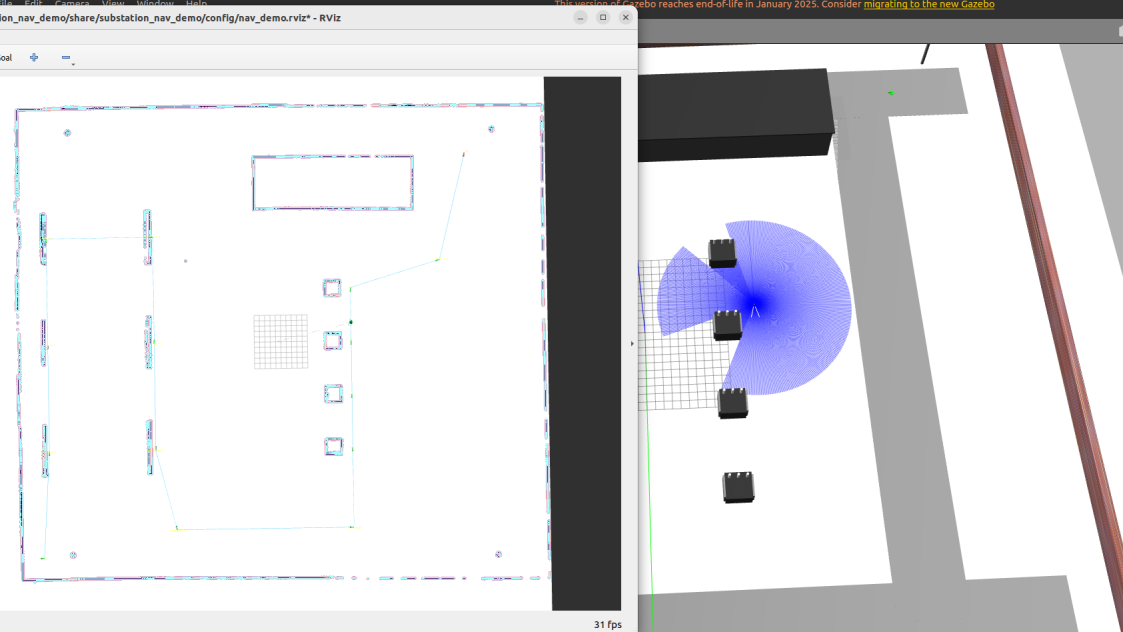 File Edit Camera View Window Help
This version of Gazebo reaches end-of-life in January 2025. Consider migrating to the new Gazebo
ion_nav_demo/share/substation_nav_demo/config/nav_demo.rviz* - RViz
oal
31 fps